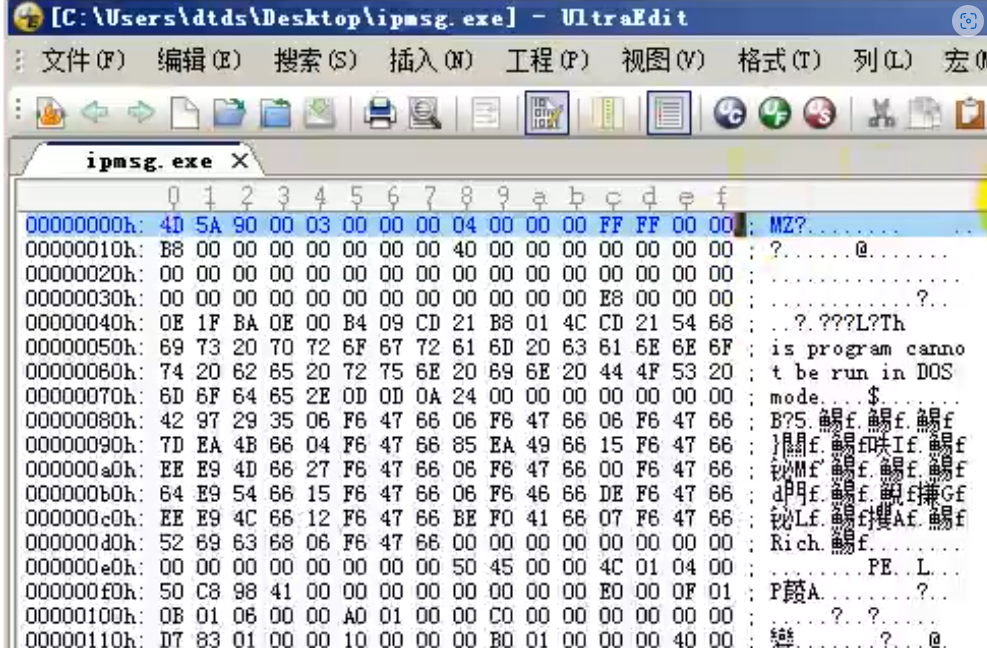 [C:\Users\dtds\Desktop\ipmsg.exe] - UltraEdit
文件(F) 编辑(E) 搜索(S) 插入(N) 工程(P) 视图(V) 格式(T) 列(L) 宏(M
ipmsg.exe
0 1 2 3 4 5 6 7 8 9 a b c d e f
00000000h: 4D 5A 90 00 03 00 00 00 04 00 00 00 FF FF 00 00 ; MZ?.............
00000010h: B8 00 00 00 00 00 00 00 40 00 00 00 00 00 00 00 ; ?.......@.......
00000020h: 00 00 00 00 00 00 00 00 00 00 00 00 00 00 00 00 ; ................
00000030h: 00 00 00 00 00 00 00 00 00 00 00 00 E8 00 00 00 ; ............?..
00000040h: 0E 1F BA 0E 00 B4 09 CD 21 B8 01 4C CD 21 54 68 ; ..?.???L?Th
00000050h: 69 73 20 70 72 6F 67 72 61 6D 20 63 61 6E 6E 6F ; is program canno
00000060h: 74 20 62 65 20 72 75 6E 20 69 6E 20 44 4F 53 20 ; t be run in DOS
00000070h: 6D 6F 64 65 2E 0D 0D 0A 24 00 00 00 00 00 00 00 ; mode....$.......
00000080h: 42 97 29 35 06 F6 47 66 06 F6 47 66 06 F6 47 66 ; B?5.鯣f.鯣f.鯣f
00000090h: 7D EA 4B 66 04 F6 47 66 85 EA 49 66 15 F6 47 66 ; }闗f.鯣f呹If.鯣f
000000a0h: EE E9 4D 66 27 F6 47 66 06 F6 47 66 00 F6 47 66 ; 铋Mf'鯣f.鯣f.鯣f
000000b0h: 64 E9 54 66 15 F6 47 66 06 F6 46 66 DE F6 47 66 ; d門f.鯣f.鯢f搛Gf
000000c0h: EE E9 4C 66 12 F6 47 66 BE F0 41 66 07 F6 47 66 ; 铋Lf.鯣f攫Af.鯣f
000000d0h: 52 69 63 68 06 F6 47 66 00 00 00 00 00 00 00 00 ; Rich.鯣f........
000000e0h: 00 00 00 00 00 00 00 00 50 45 00 00 4C 01 04 00 ; ........PE..L...
000000f0h: 50 C8 98 41 00 00 00 00 00 00 00 00 E0 00 0F 01 ; P葮A........?..
00000100h: 0B 01 06 00 00 A0 01 00 00 C0 00 00 00 00 00 00 ; .....?..?.....
00000110h: D7 83 01 00 00 10 00 00 00 B0 01 00 00 00 40 00 ; 變.......?...@.